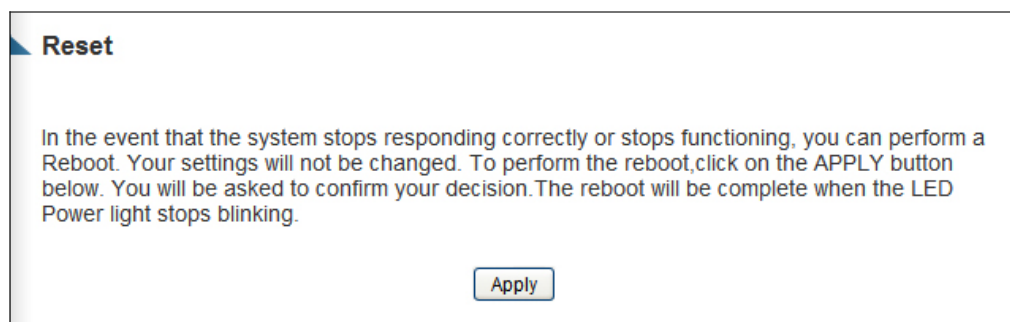 Reset
In the event that the system stops responding correctly or stops functioning, you can perform a
Reboot. Your settings will not be changed. To perform the reboot,click on the APPLY button
below. You will be asked to confirm your decision.The reboot will be complete when the LED
Power light stops blinking.
Apply